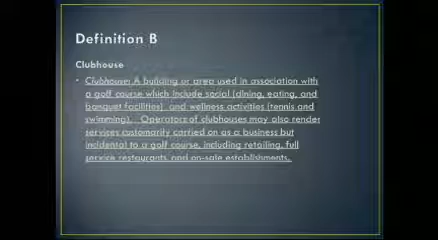 Definition B
Clubhouse
• Clubhouse: A building or area used in association with
a golf course which include social (dining, eating, and
banquet facilities), and wellness activities (tennis and
swimming). Operators of clubhouses may also render
services customarily carried on as a business but
incidental to a golf course, including retailing, full
service restaurants, and on-sale establishments.